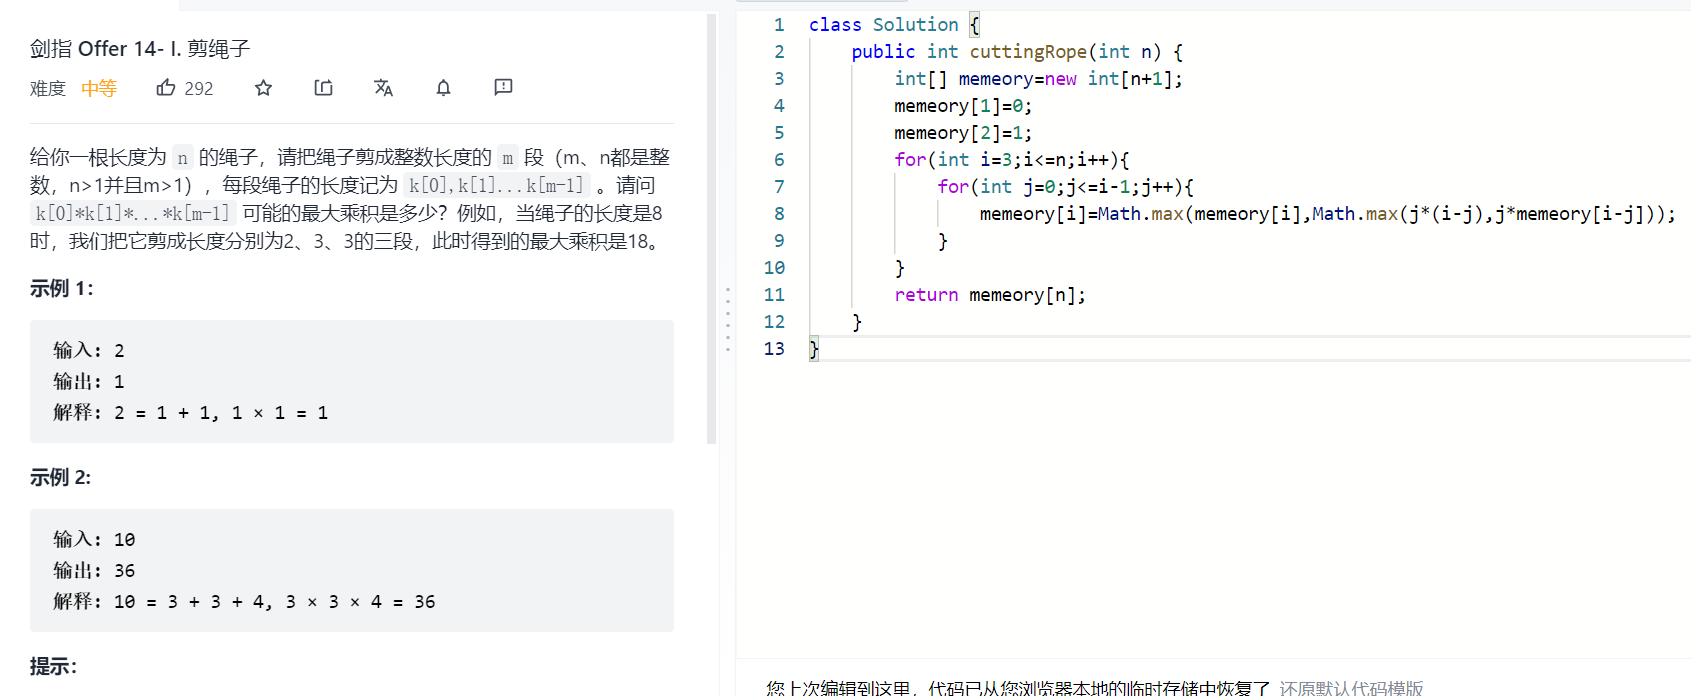 剑指 Offer 14- I. 剪绳子
难度 中等 292
给你一根长度为 n 的绳子，请把绳子剪成整数长度的 m 段（m、n都是整
数，n>1并且m>1），每段绳子的长度记为 k[0],k[1]...k[m-1] 。请问
k[0]*k[1]*...*k[m-1] 可能的最大乘积是多少？例如，当绳子的长度是8
时，我们把它剪成长度分别为2、3、3的三段，此时得到的最大乘积是18。
示例 1：
输入: 2
输出: 1
解释: 2 = 1 + 1, 1 × 1 = 1
示例 2:
输入: 10
输出: 36
解释: 10 = 3 + 3 + 4, 3 × 3 × 4 = 36
提示：
1 class Solution {
2 public int cuttingRope(int n) {
3 int[] memeory=new int[n+1];
4 memeory[1]=0;
5 memeory[2]=1;
6 for(int i=3;i<=n;i++){
7 for(int j=0;j<=i-1;j++){
8 memeory[i]=Math.max(memeory[i],Math.max(j*(i-j),j*memeory[i-j]));
9 }
10 }
11 return memeory[n];
12 }
13 }
您上次编辑到这里，代码已从您浏览器本地的临时存储中恢复了 还原默认代码模版